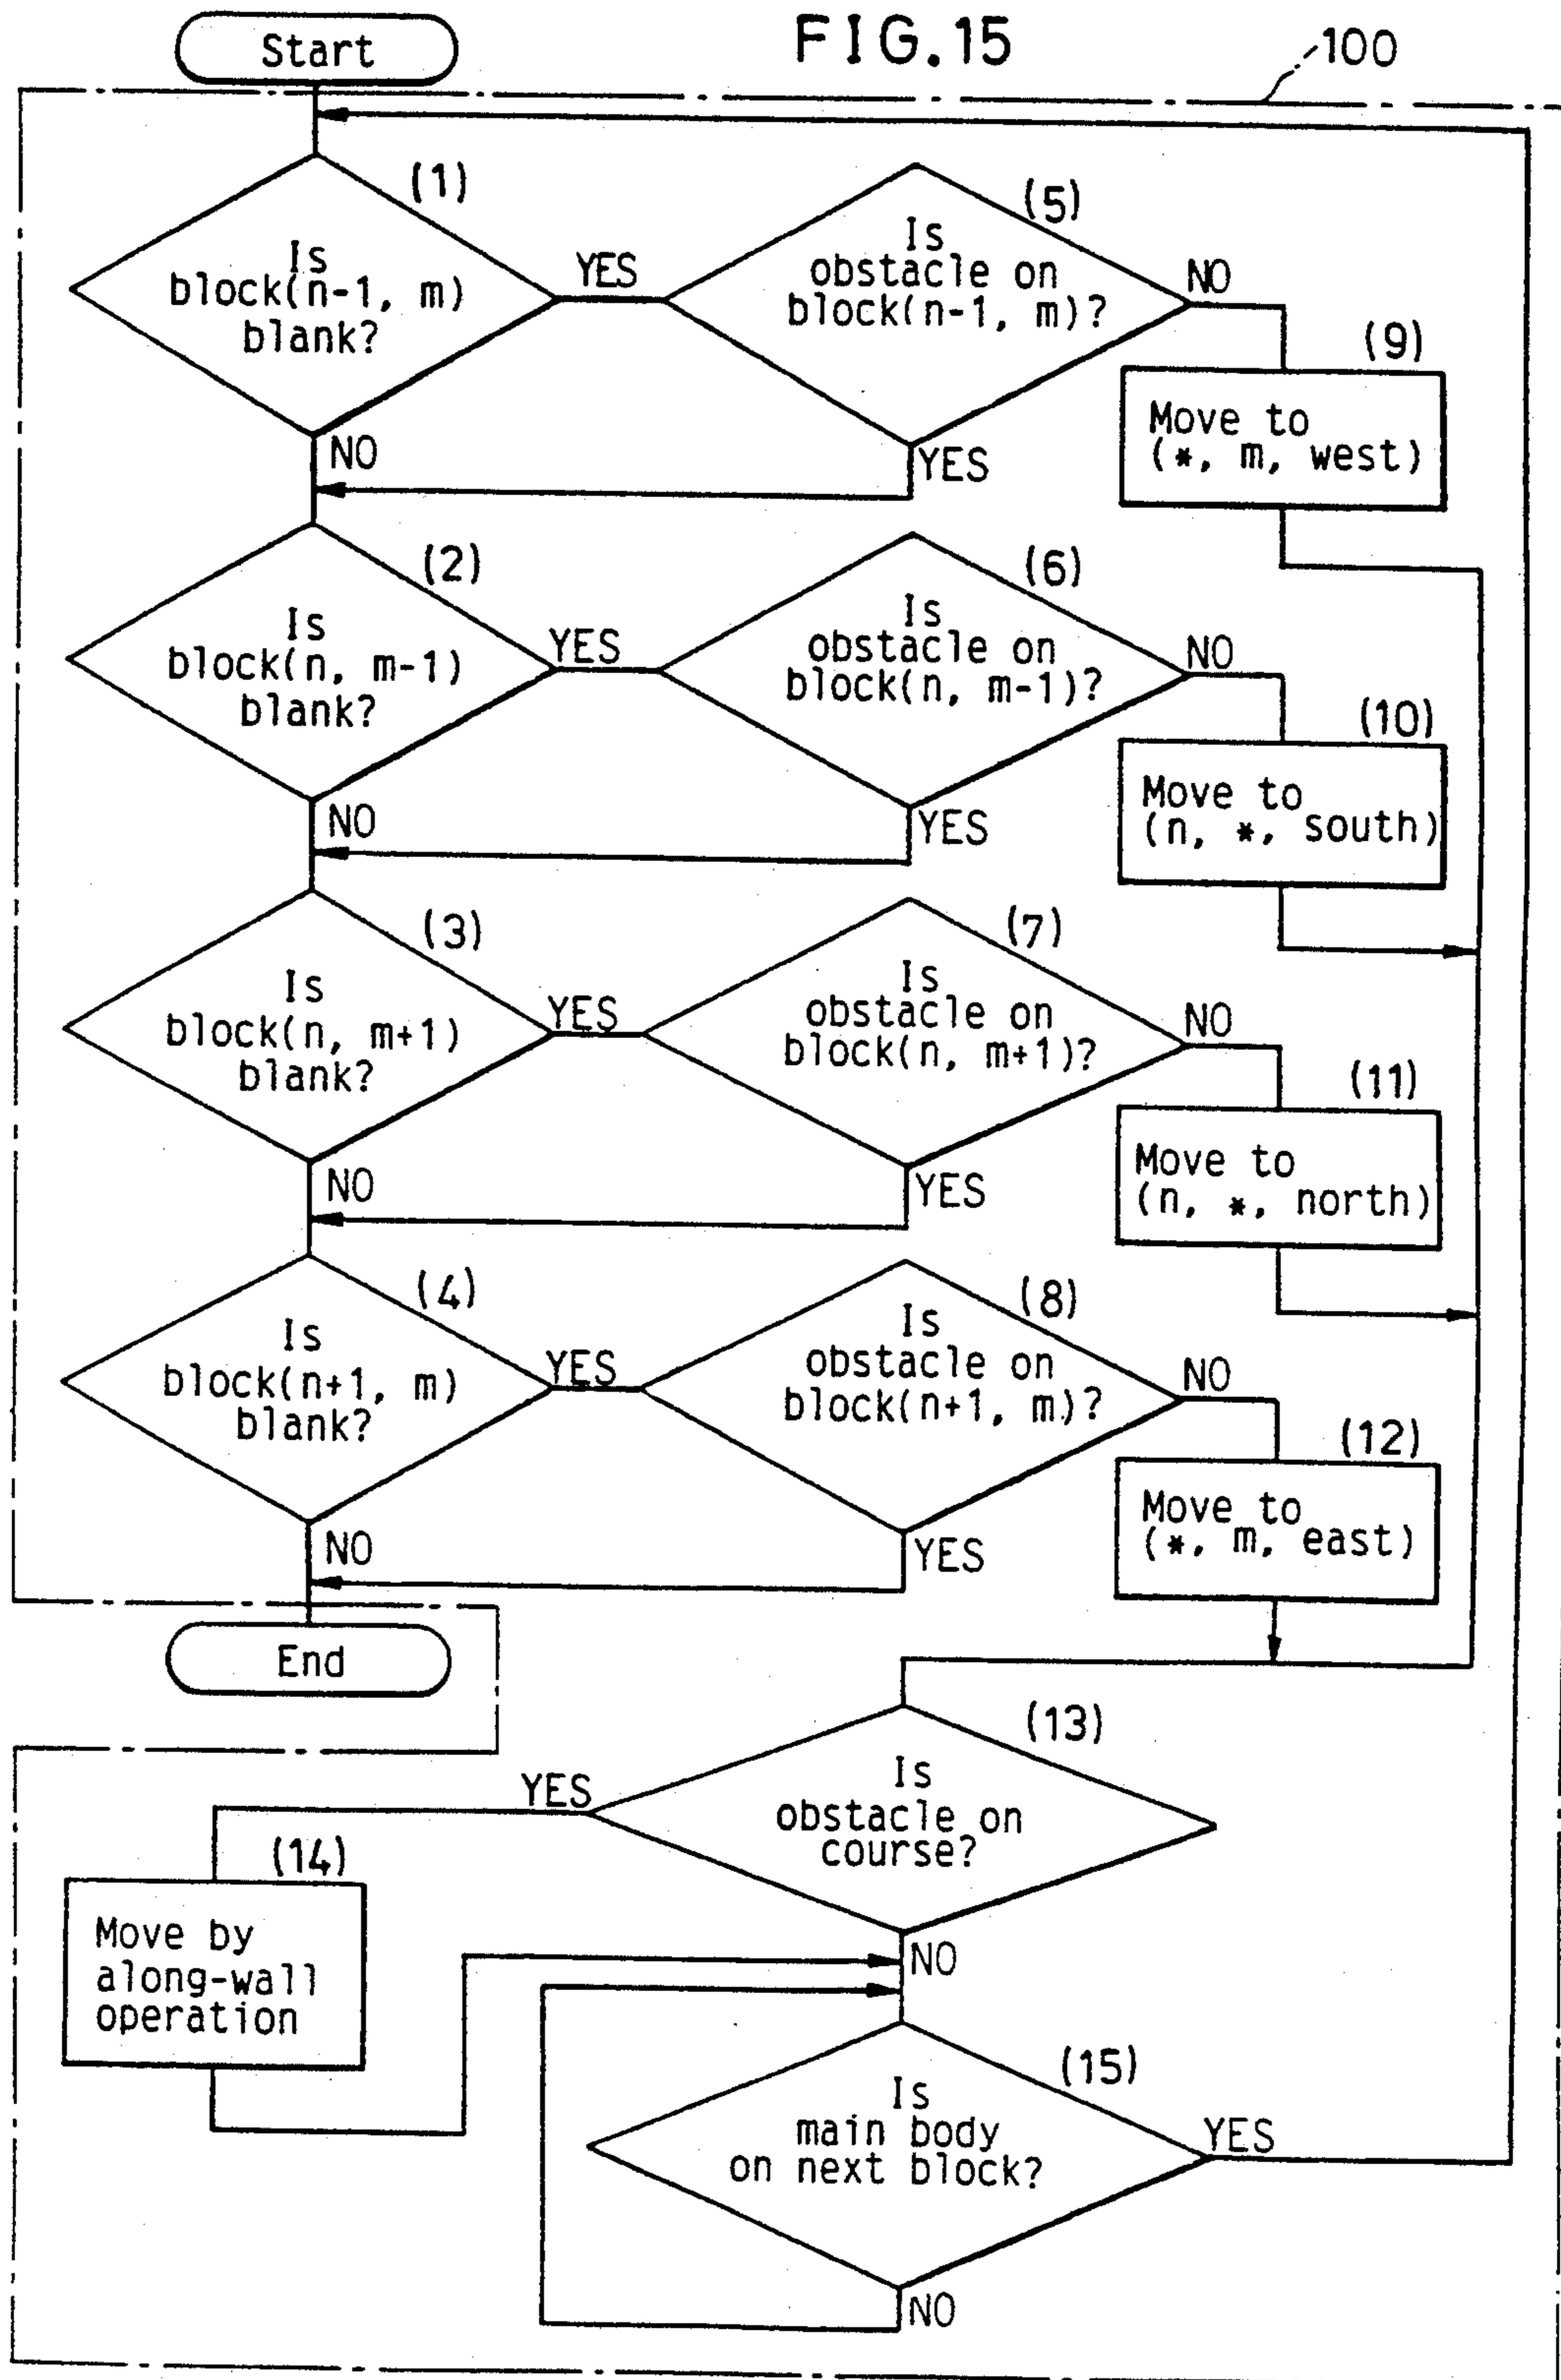 FIG.15
Start
100
(1)
Is
block(n-1, m)
blank?
YES
NO
(5)
Is
obstacle on
block(n-1, m)?
NO
YES
(9)
Move to
(*, m, west)
(2)
Is
block(n, m-1)
blank?
YES
NO
(6)
Is
obstacle on
block(n, m-1)?
NO
YES
(10)
Move to
(n, *, south)
(3)
Is
block(n, m+1)
blank?
YES
NO
(7)
Is
obstacle on
block(n, m+1)?
NO
YES
(11)
Move to
(n, *, north)
(4)
Is
block(n+1, m)
blank?
YES
NO
(8)
Is
obstacle on
block(n+1, m)?
NO
YES
(12)
Move to
(*, m, east)
End
(13)
Is
obstacle on
course?
YES
NO
(14)
Move by
along-wall
operation
(15)
Is
main body
on next block?
YES
NO